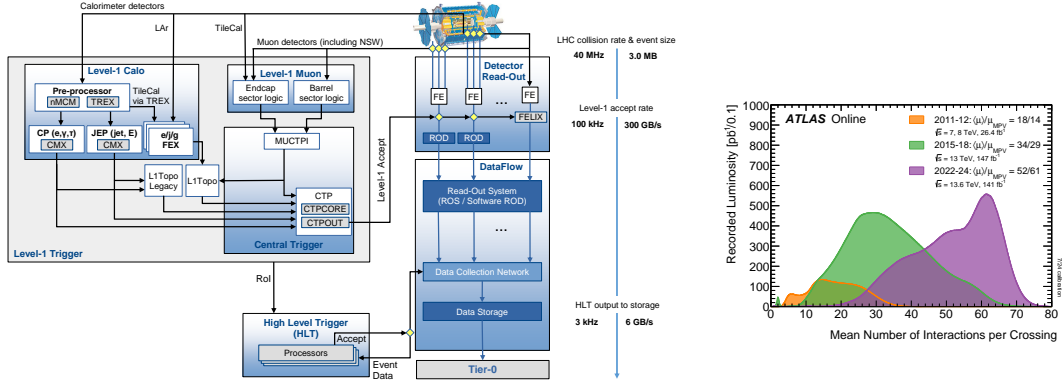 Calorimeter detectors
LAr
TileCal
Muon detectors (including NSW)
Level-1 Calo
Pre-processor
nMCM
TREX
TileCal
via TREX
CP (e,γ,τ)
CMX
JEP (jet, E)
CMX
e/j/g
FEX
Level-1 Muon
Endcap
sector logic
Barrel
sector logic
MUCTPI
L1Topo
Legacy
L1Topo
CTP
CTPCORE
CTPOUT
Central Trigger
Level-1 Trigger
Level-1 Accept
RoI
High Level Trigger
(HLT)
Accept
Processors
Event
Data
Detector
Read-Out
FE
FE
...
FE
FELIX
ROD
ROD
DataFlow
Read-Out System
(ROS / Software ROD)
...
Data Collection Network
Data Storage
Tier-0
LHC collision rate & event size
40 MHz 3.0 MB
Level-1 accept rate
100 kHz 300 GB/s
HLT output to storage
3 kHz 6 GB/s
ATLAS Online
2011-12: ⟨μ⟩/μMPV = 18/14
√s = 7, 8 TeV, 26.4 fb⁻¹
2015-18: ⟨μ⟩/μMPV = 34/29
√s = 13 TeV, 147 fb⁻¹
2022-24: ⟨μ⟩/μMPV = 52/61
√s = 13.6 TeV, 141 fb⁻¹
Recorded Luminosity [pb⁻¹/0.1]
1000
900
800
700
600
500
400
300
200
100
0
0 10 20 30 40 50 60 70 80
Mean Number of Interactions per Crossing
7/24 calibration